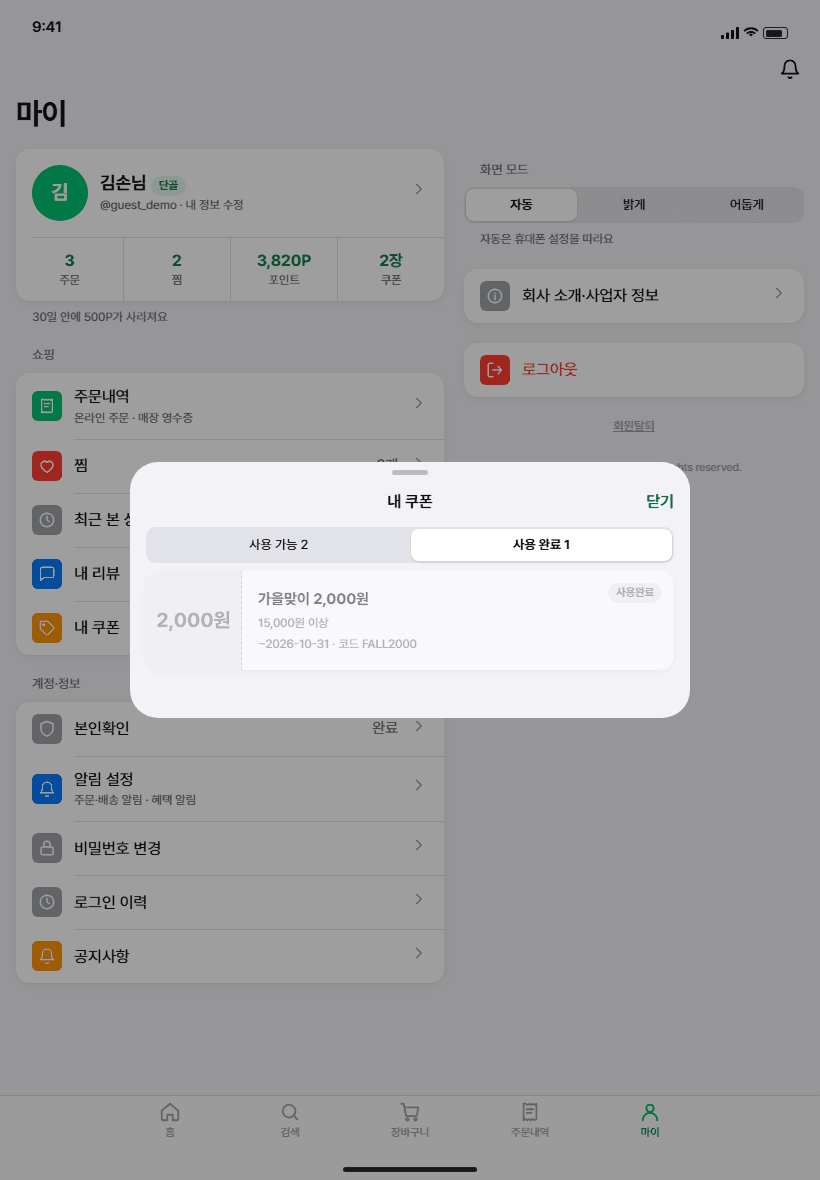 9:41
마이
김
김손님 단골
@guest_demo · 내 정보 수정
3
주문
2
찜
3,820P
포인트
2장
쿠폰
30일 안에 500P가 사라져요
쇼핑
주문내역
온라인 주문 · 매장 영수증
찜
최근 본
내 리뷰
내 쿠폰
계정·정보
본인확인
완료
알림 설정
주문·배송 알림 · 혜택 알림
비밀번호 변경
로그인 이력
공지사항
화면 모드
자동
밝게
어둡게
자동은 휴대폰 설정을 따라요
회사 소개·사업자 정보
로그아웃
회원탈퇴
reserved.
내 쿠폰
닫기
사용 가능 2
사용 완료 1
2,000원
가을맞이 2,000원
사용완료
15,000원 이상
~2026-10-31 · 코드 FALL2000
홈
검색
장바구니
주문내역
마이